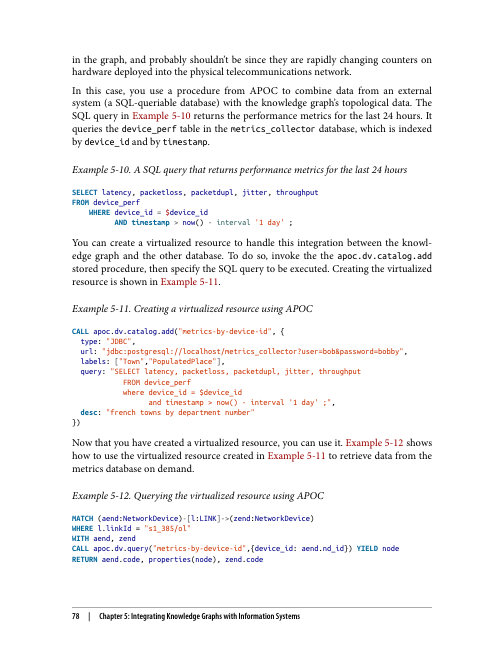 in the graph, and probably shouldn't be since they are rapidly changing counters on
hardware deployed into the physical telecommunications network.
In this case, you use a procedure from APOC to combine data from an external
system (a SQL-queriable database) with the knowledge graph's topological data. The
SQL query in Example 5-10 returns the performance metrics for the last 24 hours. It
queries the device_perf table in the metrics_collector database, which is indexed
by device_id and by timestamp.
Example 5-10. A SQL query that returns performance metrics for the last 24 hours
SELECT latency, packetloss, packetdupl, jitter, throughput
FROM device_perf
WHERE device_id = $device_id
AND timestamp > now() - interval '1 day' ;
You can create a virtualized resource to handle this integration between the knowl-
edge graph and the other database. To do so, invoke the the apoc.dv.catalog.add
stored procedure, then specify the SQL query to be executed. Creating the virtualized
resource is shown in Example 5-11.
Example 5-11. Creating a virtualized resource using APOC
CALL apoc.dv.catalog.add("metrics-by-device-id", {
type: "JDBC",
url: "jdbc:postgresql://localhost/metrics_collector?user=bob&password=bobby",
labels: ["Town","PopulatedPlace"],
query: "SELECT latency, packetloss, packetdupl, jitter, throughput
FROM device_perf
where device_id = $device_id
and timestamp > now() - interval '1 day' ;",
desc: "french towns by department number"
})
Now that you have created a virtualized resource, you can use it. Example 5-12 shows
how to use the virtualized resource created in Example 5-11 to retrieve data from the
metrics database on demand.
Example 5-12. Querying the virtualized resource using APOC
MATCH (aend:NetworkDevice)-[l:LINK]->(zend:NetworkDevice)
WHERE l.linkId = "s1_3BS/ol"
WITH aend, zend
CALL apoc.dv.query("metrics-by-device-id",{device_id: aend.nd_id}) YIELD node
RETURN aend.code, properties(node), zend.code
78 | Chapter 5: Integrating Knowledge Graphs with Information Systems